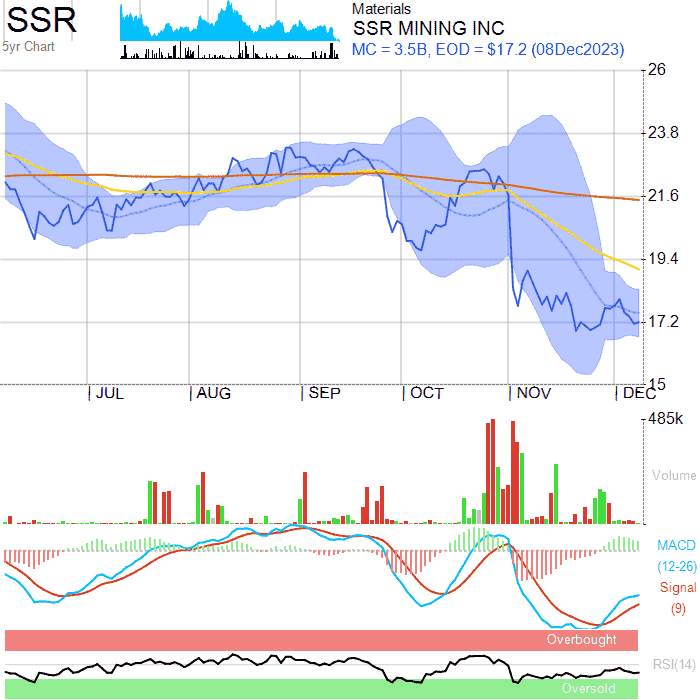 SSR
5yr Chart
Materials
SSR MINING INC
MC = 3.5B, EOD = $17.2 (08Dec2023)
26
23.8
21.6
19.4
17.2
15
JUL AUG SEP OCT NOV DEC
485k
Volume
MACD
(12-26)
Signal
(9)
Overbought
RSI(14)
Oversold